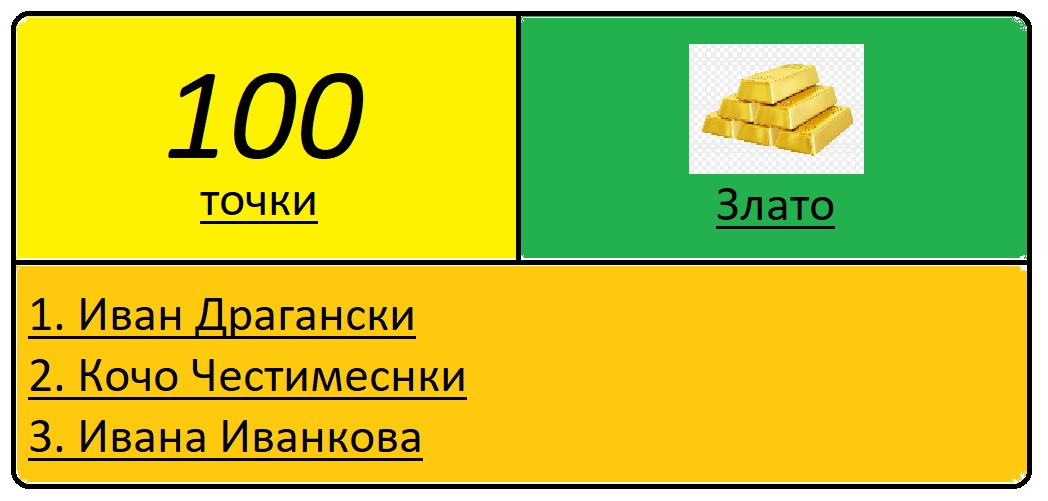 100
точки
Злато
1. Иван Драгански
2. Кочо Честимеснки
3. Ивана Иванкова